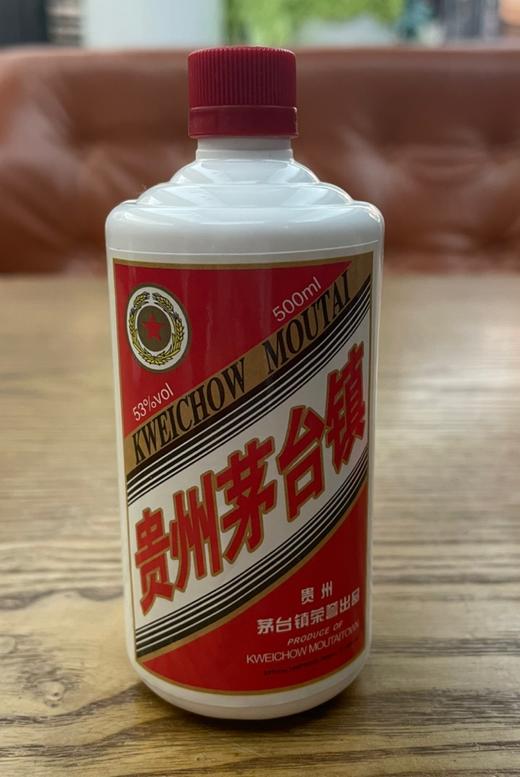 500ml
53%vol
KWEICHOW MOUTAI
贵州茅台镇
贵州
茅台镇荣誉出品
PRODUCE OF
KWEICHOW MOUTAITOWN